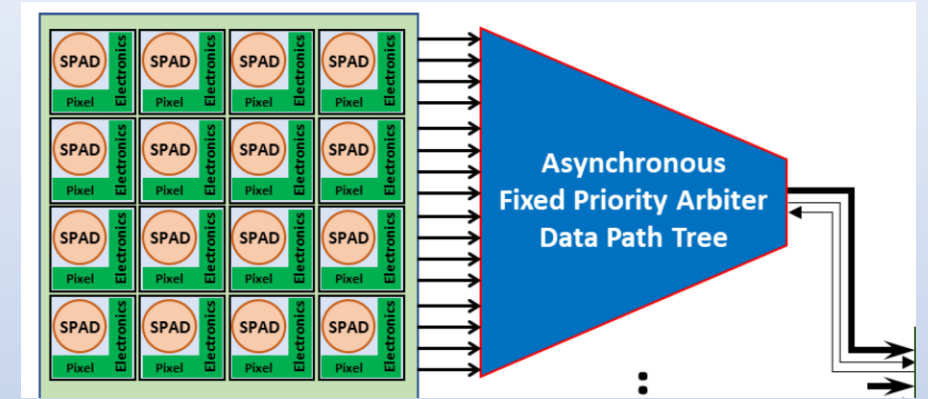 SPAD Electronics SPAD Electronics SPAD Electronics SPAD Electronics
Pixel Pixel Pixel Pixel
SPAD Electronics SPAD Electronics SPAD Electronics SPAD Electronics
Pixel Pixel Pixel Pixel
SPAD Electronics SPAD Electronics SPAD Electronics SPAD Electronics
Pixel Pixel Pixel Pixel
SPAD Electronics SPAD Electronics SPAD Electronics SPAD Electronics
Pixel Pixel Pixel Pixel
Asynchronous
Fixed Priority Arbiter
Data Path Tree